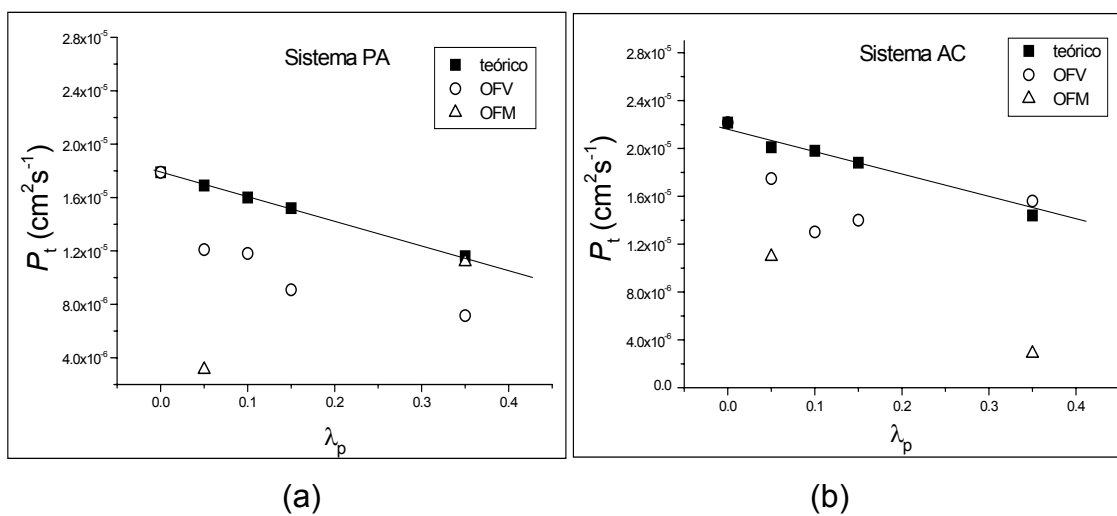 Sistema PA
teórico
OFV
OFM
2.8x10⁻⁵
2.4x10⁻⁵
2.0x10⁻⁵
1.6x10⁻⁵
1.2x10⁻⁵
8.0x10⁻⁶
4.0x10⁻⁶
P_t (cm²s⁻¹)
0.0 0.1 0.2 0.3 0.4
λ_p
(a)
Sistema AC
teórico
OFV
OFM
2.8x10⁻⁵
2.4x10⁻⁵
2.0x10⁻⁵
1.6x10⁻⁵
1.2x10⁻⁵
8.0x10⁻⁶
4.0x10⁻⁶
0.0
P_t (cm²s⁻¹)
0.0 0.1 0.2 0.3 0.4
λ_p
(b)